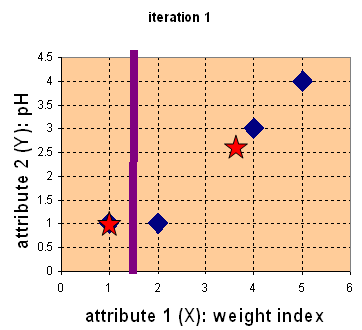 iteration 1
attribute 2 (Y): pH
4.5
4
3.5
3
2.5
2
1.5
1
0.5
0
0 1 2 3 4 5 6
attribute 1 (X): weight index